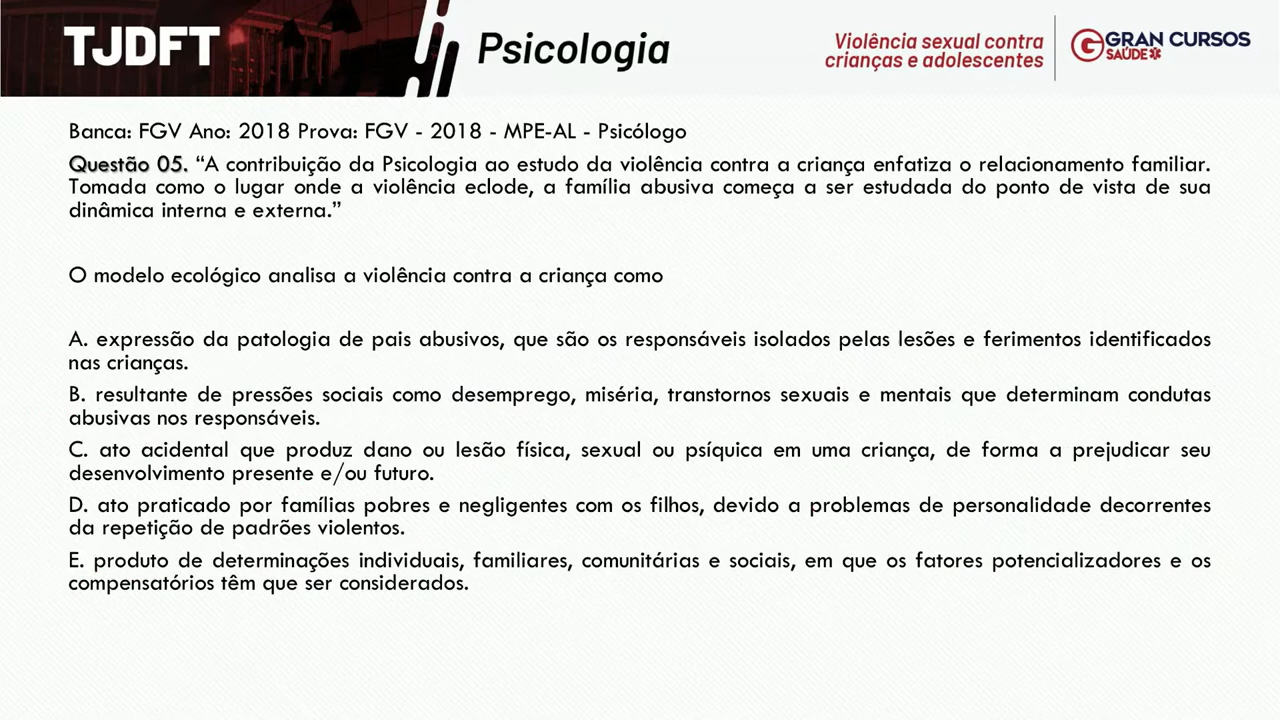 TJDFT
Psicologia
Violência sexual contra
crianças e adolescentes
GRAN CURSOS
SAÚDE
Banca: FGV Ano: 2018 Prova: FGV - 2018 - MPE-AL - Psicólogo
Questão 05. “A contribuição da Psicologia ao estudo da violência contra a criança enfatiza o relacionamento familiar.
Tomada como o lugar onde a violência eclode, a família abusiva começa a ser estudada do ponto de vista de sua
dinâmica interna e externa.”
O modelo ecológico analisa a violência contra a criança como
A. expressão da patologia de pais abusivos, que são os responsáveis isolados pelas lesões e ferimentos identificados
nas crianças.
B. resultante de pressões sociais como desemprego, miséria, transtornos sexuais e mentais que determinam condutas
abusivas nos responsáveis.
C. ato acidental que produz dano ou lesão física, sexual ou psíquica em uma criança, de forma a prejudicar seu
desenvolvimento presente e/ou futuro.
D. ato praticado por famílias pobres e negligentes com os filhos, devido a problemas de personalidade decorrentes
da repetição de padrões violentos.
E. produto de determinações individuais, familiares, comunitárias e sociais, em que os fatores potencializadores e os
compensatórios têm que ser considerados.